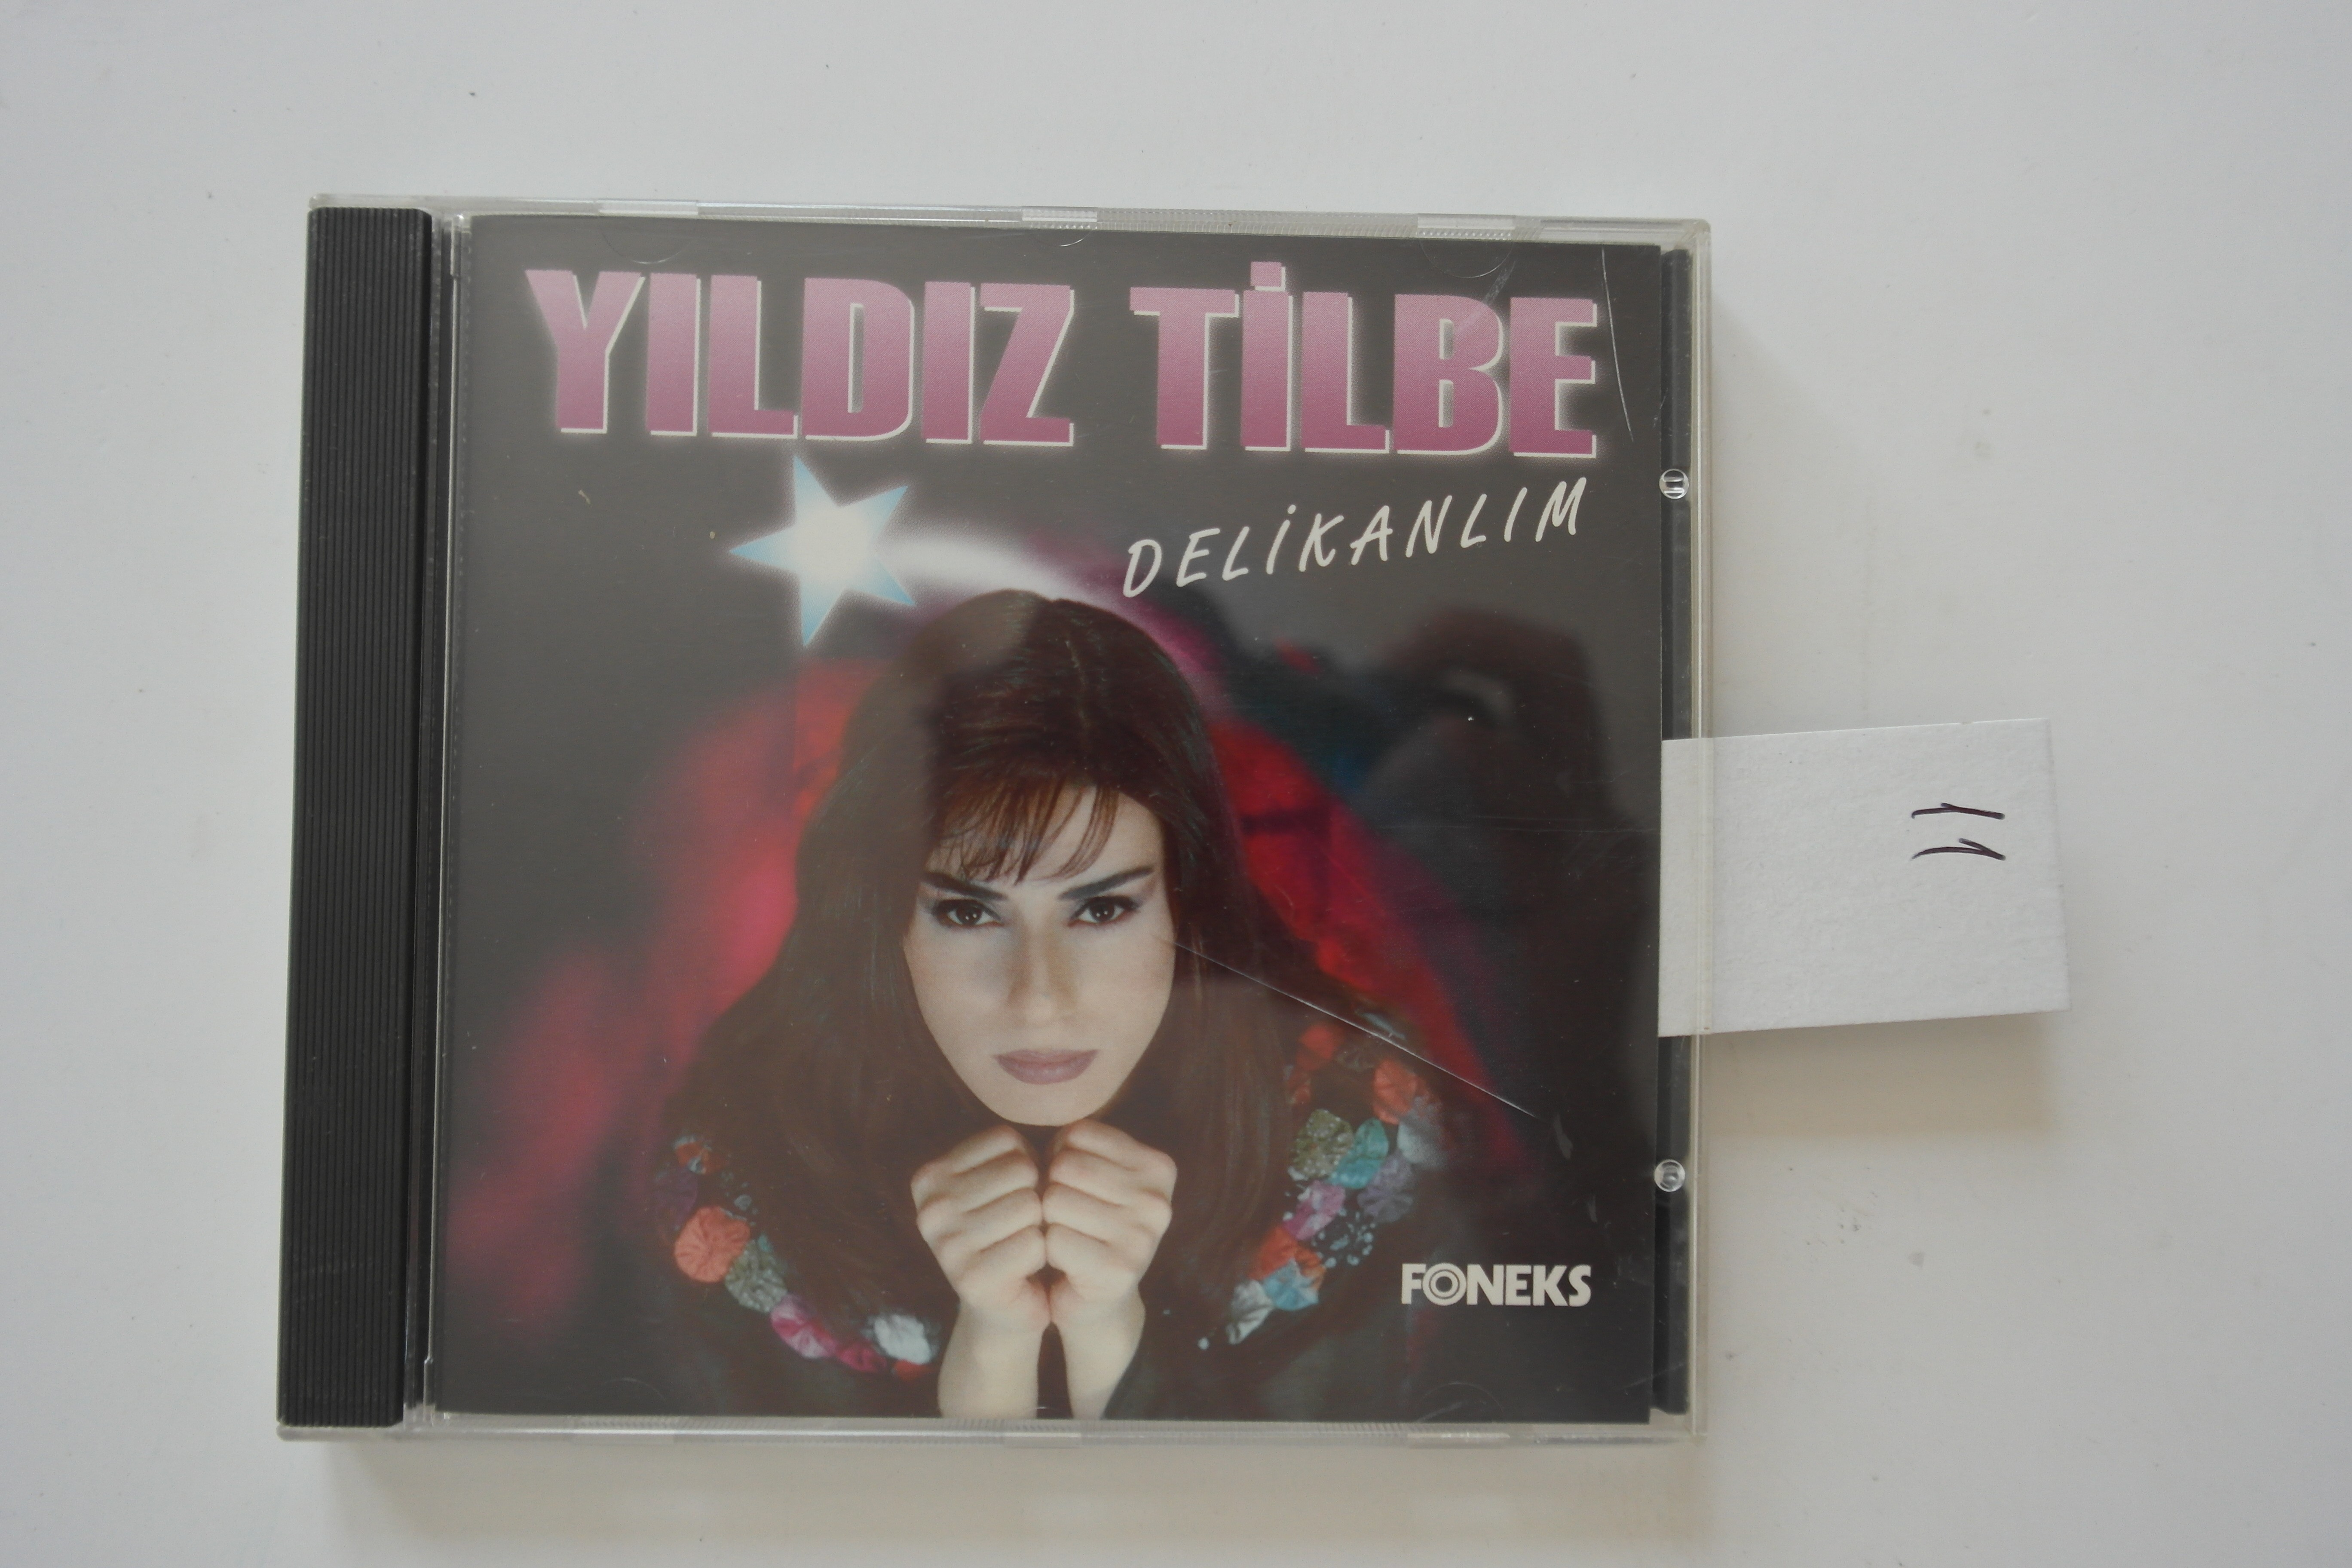 YILDIZ TİLBE
DELİKANLIM
FONEKS
11